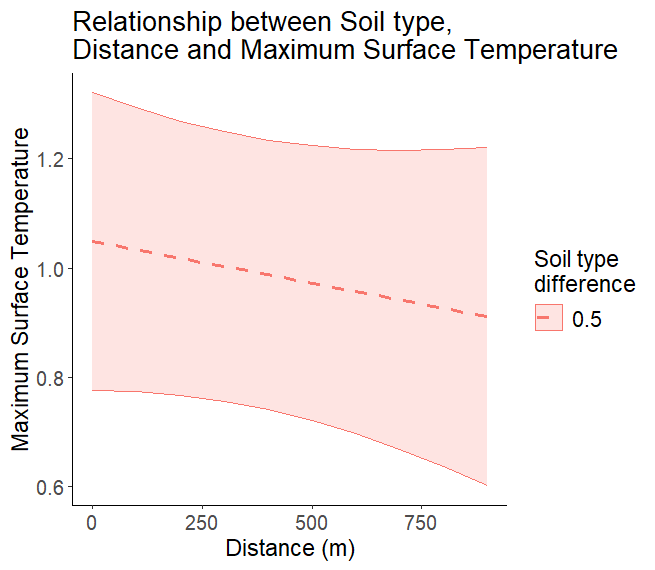 Relationship between Soil type,
Distance and Maximum Surface Temperature
Maximum Surface Temperature
1.2
1.0
0.8
0.6
0
250
500
750
Distance (m)
Soil type
difference
0.5